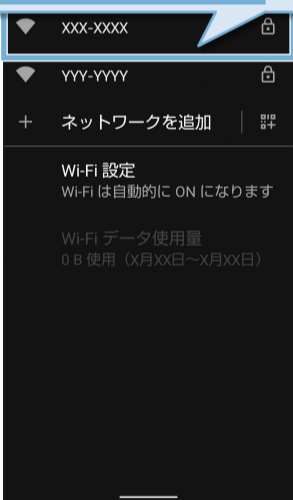 XXX-XXXX
YYY-YYYY
ネットワークを追加
Wi-Fi 設定
Wi-Fi は自動的に ON になります
Wi-Fi データ使用量
0 B 使用（X月XX日～X月XX日）